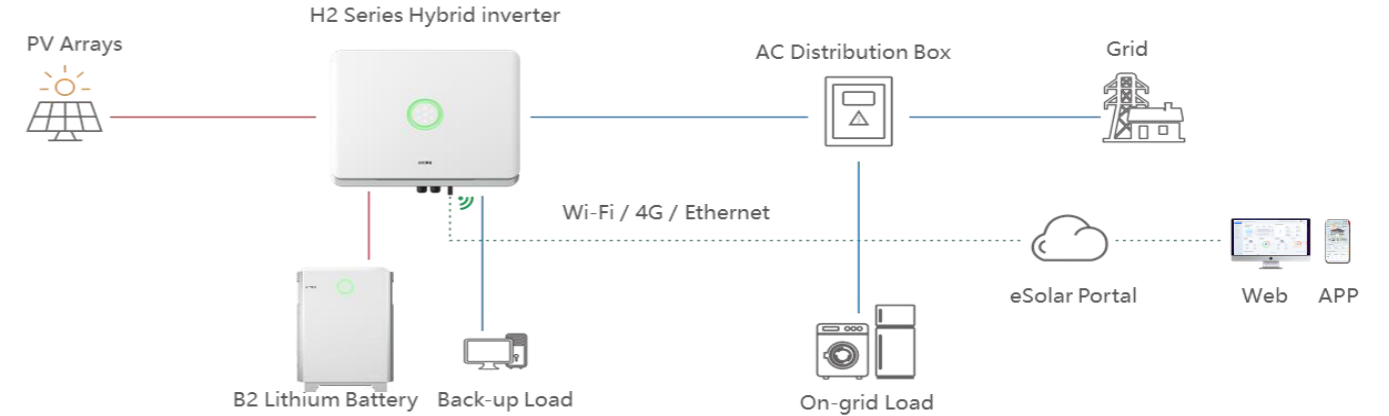 H2 Series Hybrid inverter
PV Arrays
AC Distribution Box
Grid
Wi-Fi / 4G / Ethernet
eSolar Portal
Web
APP
B2 Lithium Battery
Back-up Load
On-grid Load